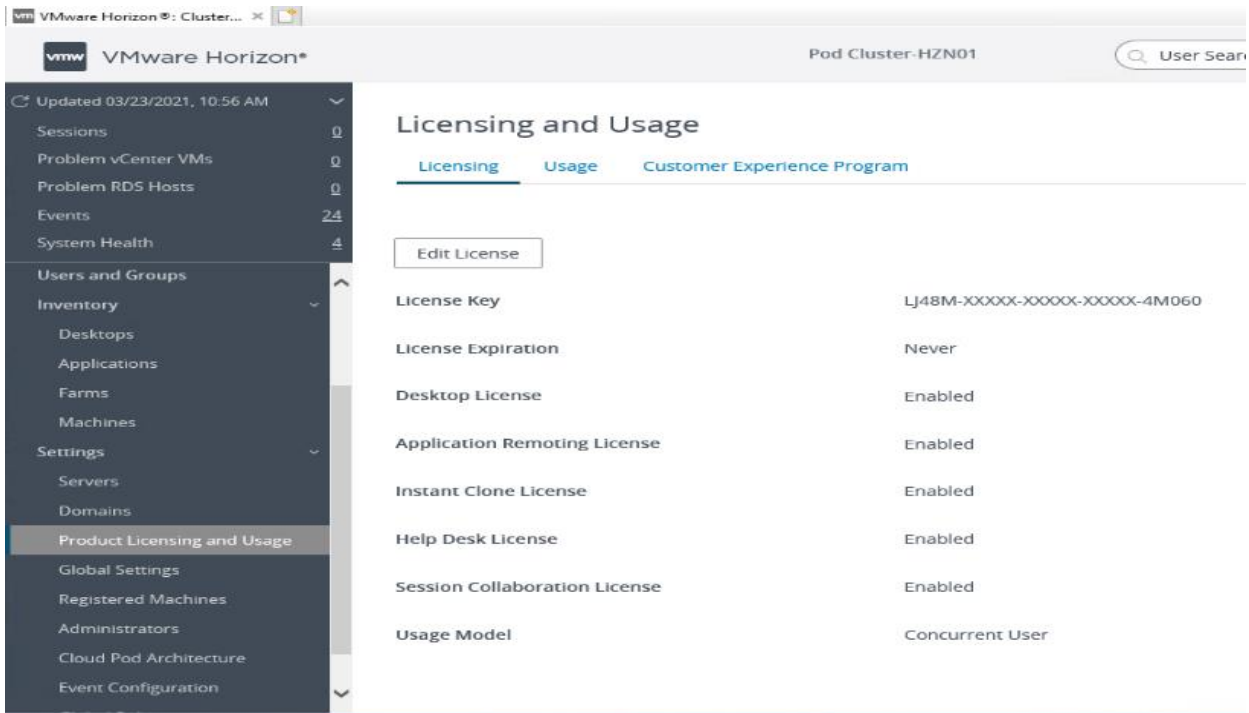 VMware Horizon®: Cluster...
vmw VMware Horizon®
Pod Cluster-HZN01
User Sear
Updated 03/23/2021, 10:56 AM
Sessions 0
Problem vCenter VMs 0
Problem RDS Hosts 0
Events 24
System Health 4
Users and Groups
Inventory
Desktops
Applications
Farms
Machines
Settings
Servers
Domains
Product Licensing and Usage
Global Settings
Registered Machines
Administrators
Cloud Pod Architecture
Event Configuration
Licensing and Usage
Licensing Usage Customer Experience Program
Edit License
License Key LJ48M-XXXXX-XXXXX-XXXXX-4M060
License Expiration Never
Desktop License Enabled
Application Remoting License Enabled
Instant Clone License Enabled
Help Desk License Enabled
Session Collaboration License Enabled
Usage Model Concurrent User